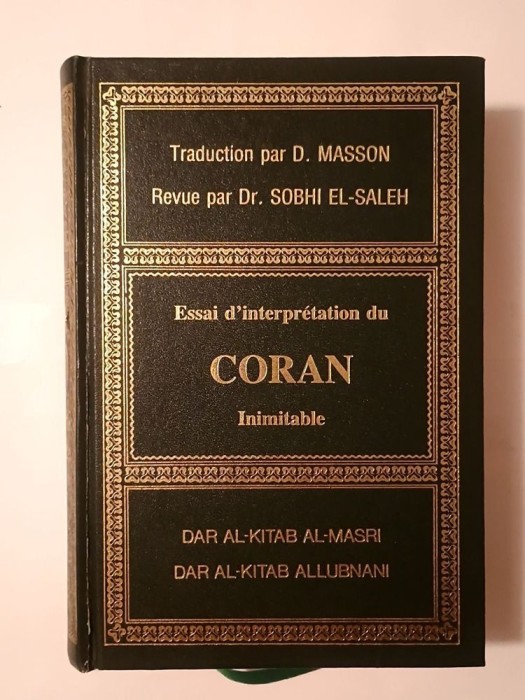 Traduction par D. MASSON
Revue par Dr. SOBHI EL-SALEH
Essai d'interprétation du
CORAN
Inimitable
DAR AL-KITAB AL-MASRI
DAR AL-KITAB ALLUBNANI